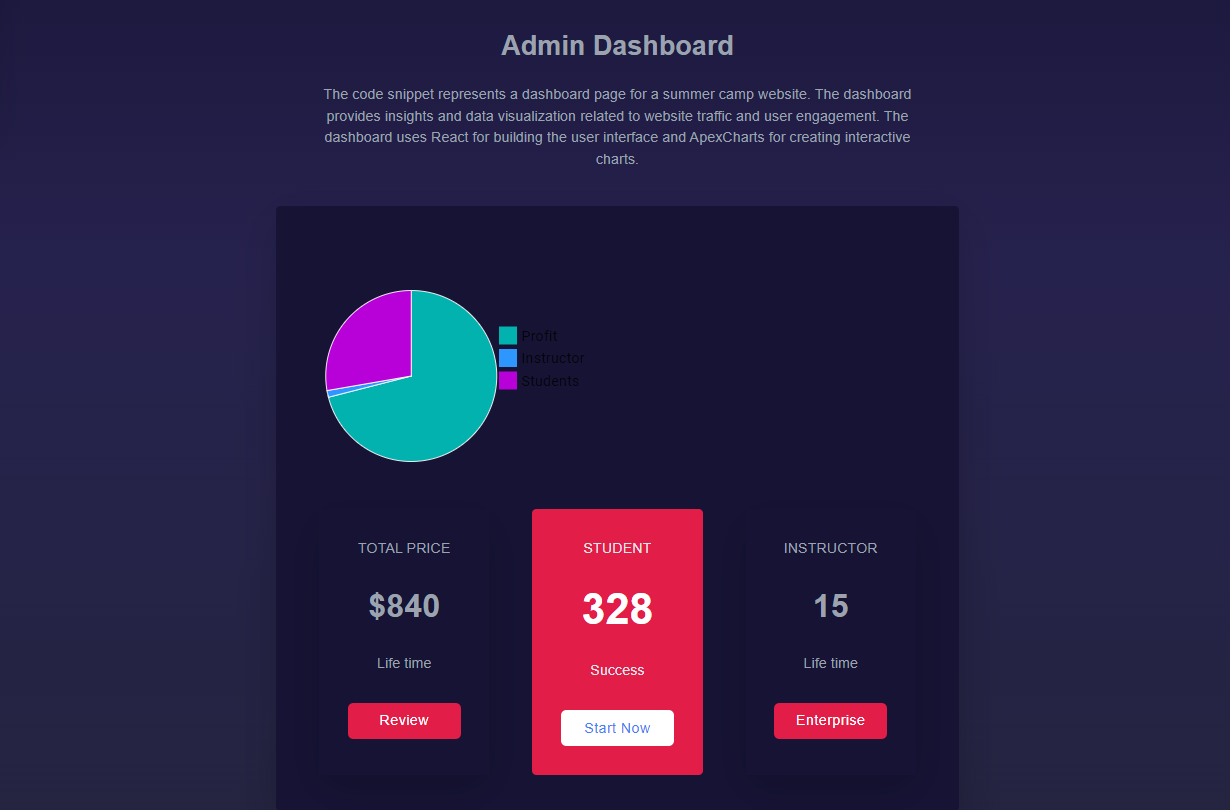 Admin Dashboard
The code snippet represents a dashboard page for a summer camp website. The dashboard
provides insights and data visualization related to website traffic and user engagement. The
dashboard uses React for building the user interface and ApexCharts for creating interactive
charts.
Profit
Instructor
Students
TOTAL PRICE
$840
Life time
Review
STUDENT
328
Success
Start Now
INSTRUCTOR
15
Life time
Enterprise